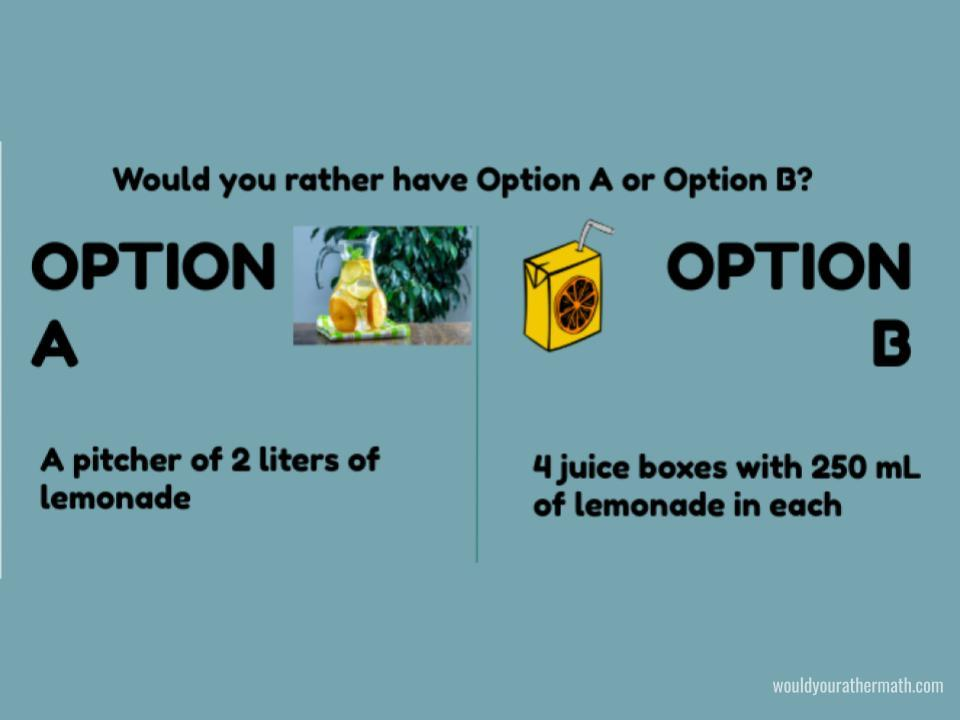 Would you rather have Option A or Option B?
OPTION
A
A pitcher of 2 liters of
lemonade
OPTION
B
4 juice boxes with 250 mL
of lemonade in each
wouldyourathermath.com